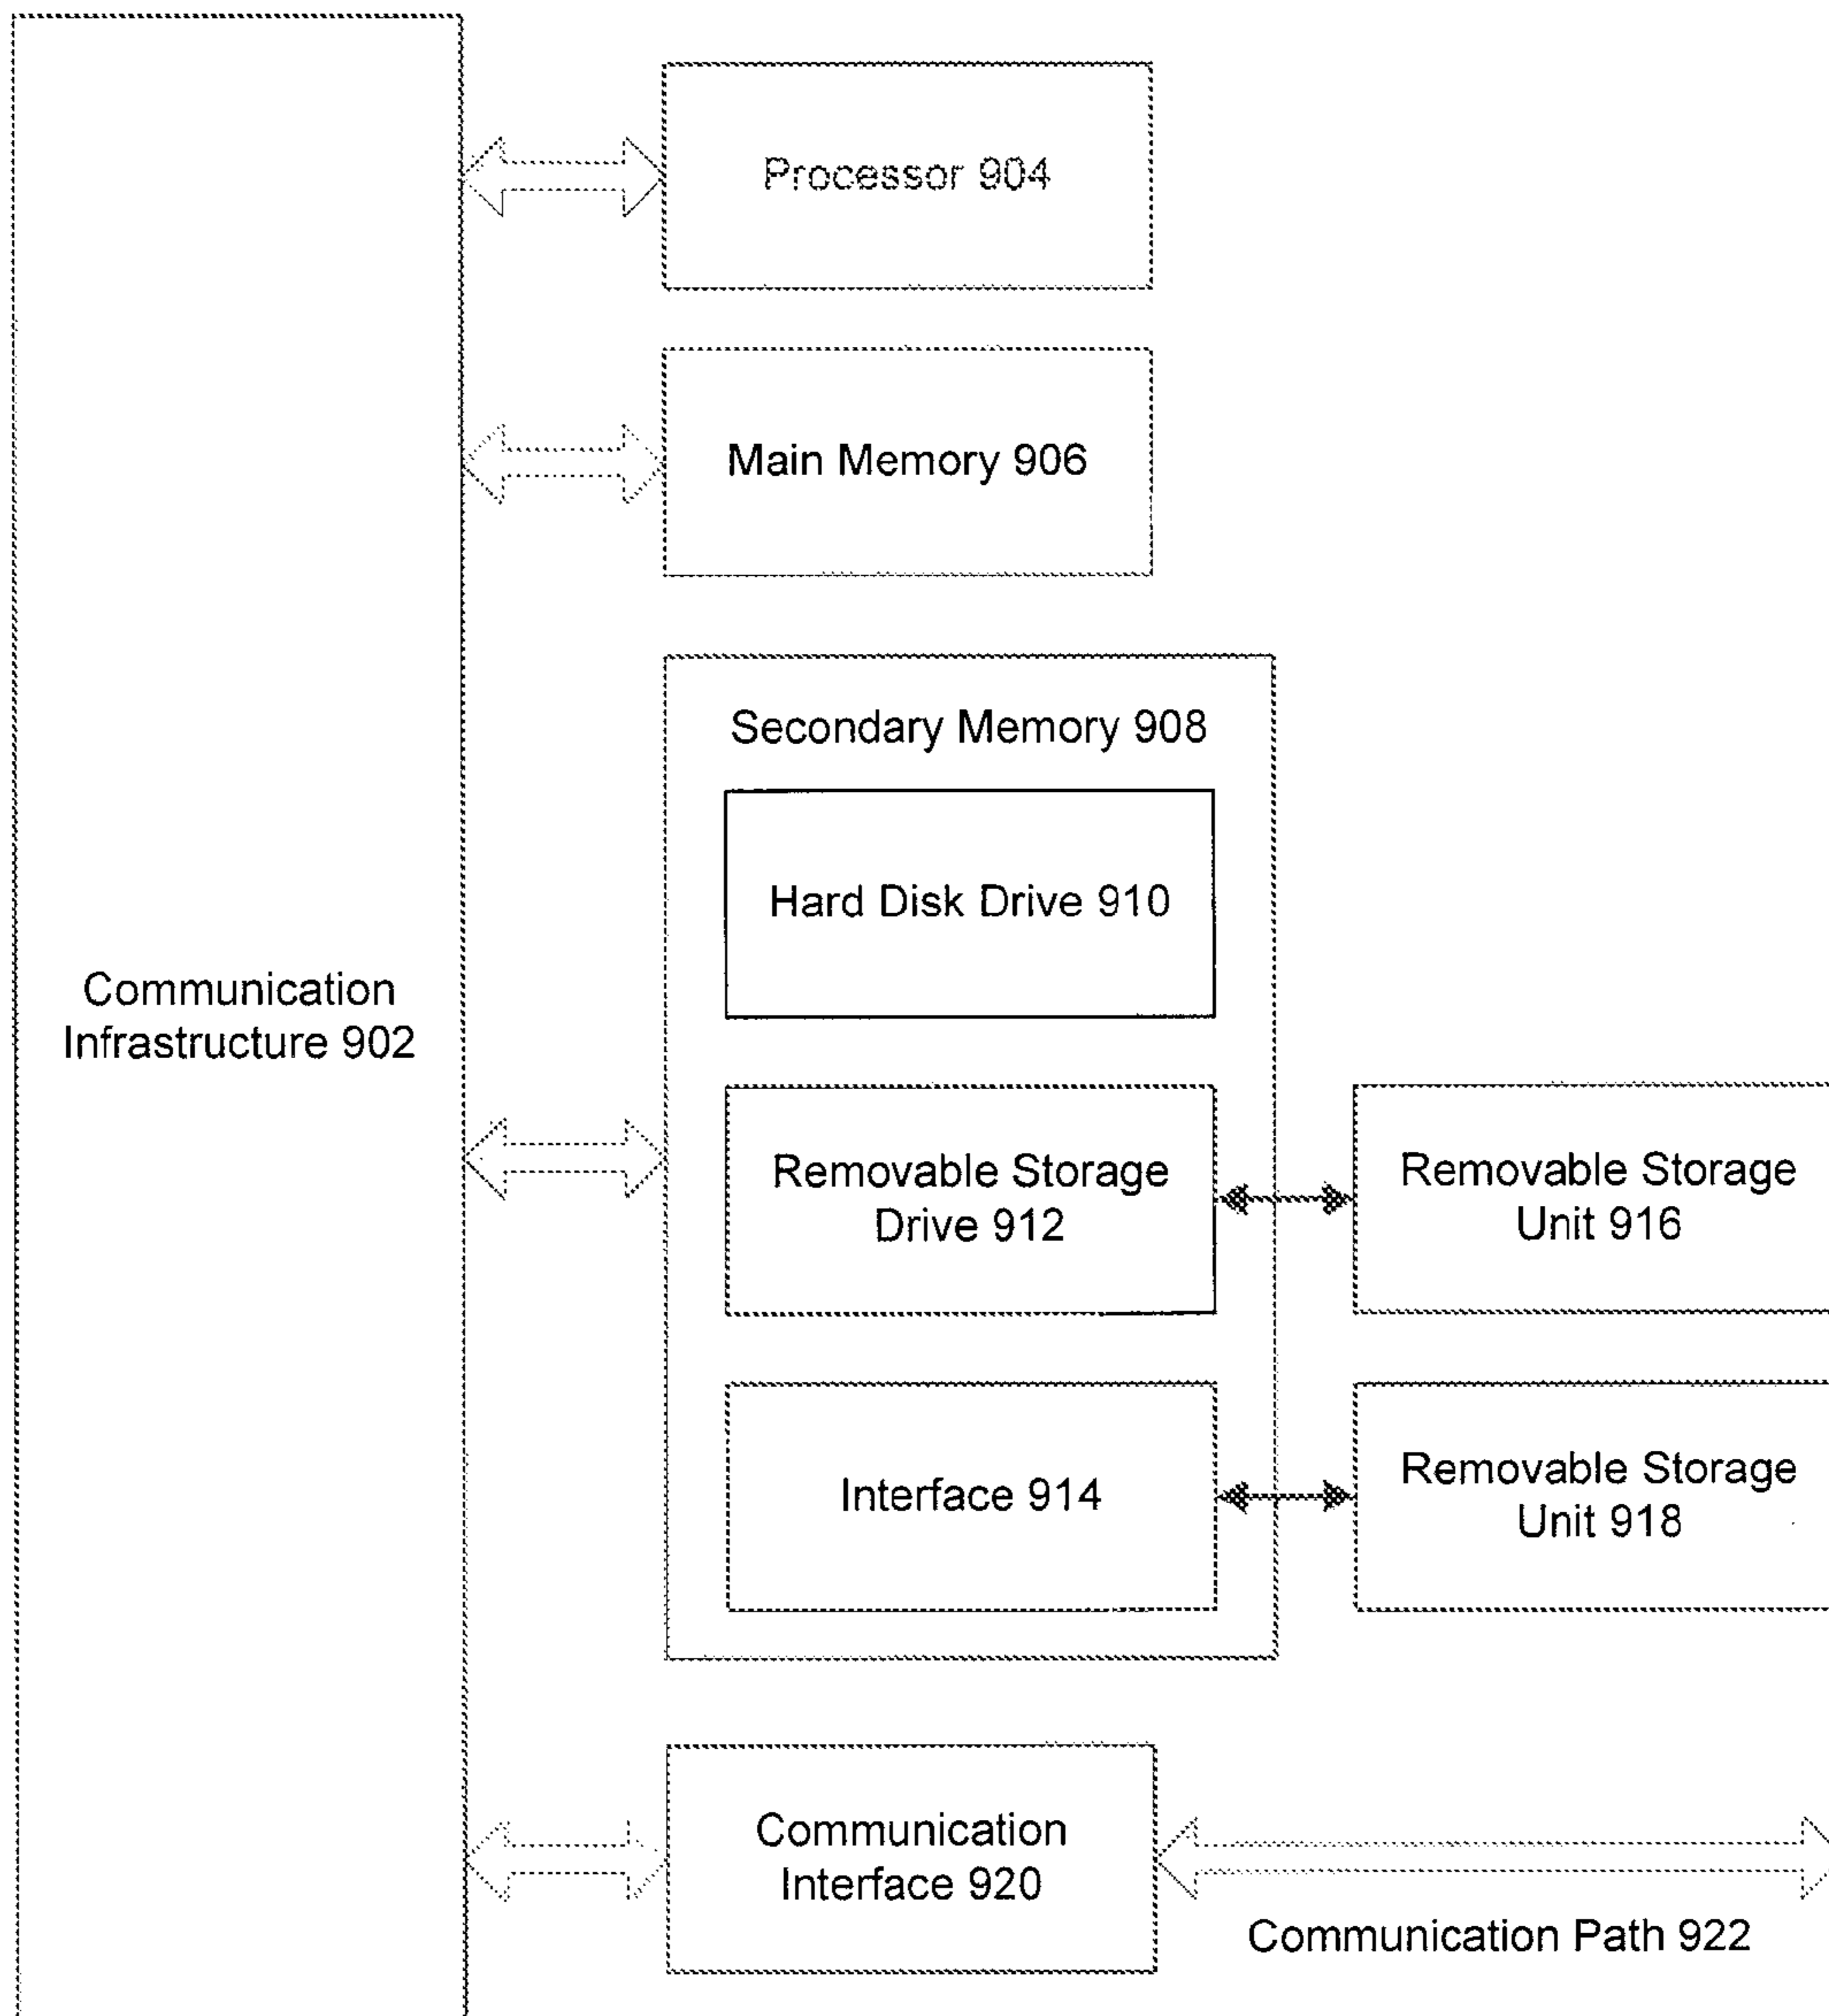 Processor 904
Main Memory 906
Secondary Memory 908
Hard Disk Drive 910
Communication
Infrastructure 902
Removable Storage
Drive 912
Removable Storage
Unit 916
Interface 914
Removable Storage
Unit 918
Communication
Interface 920
Communication Path 922